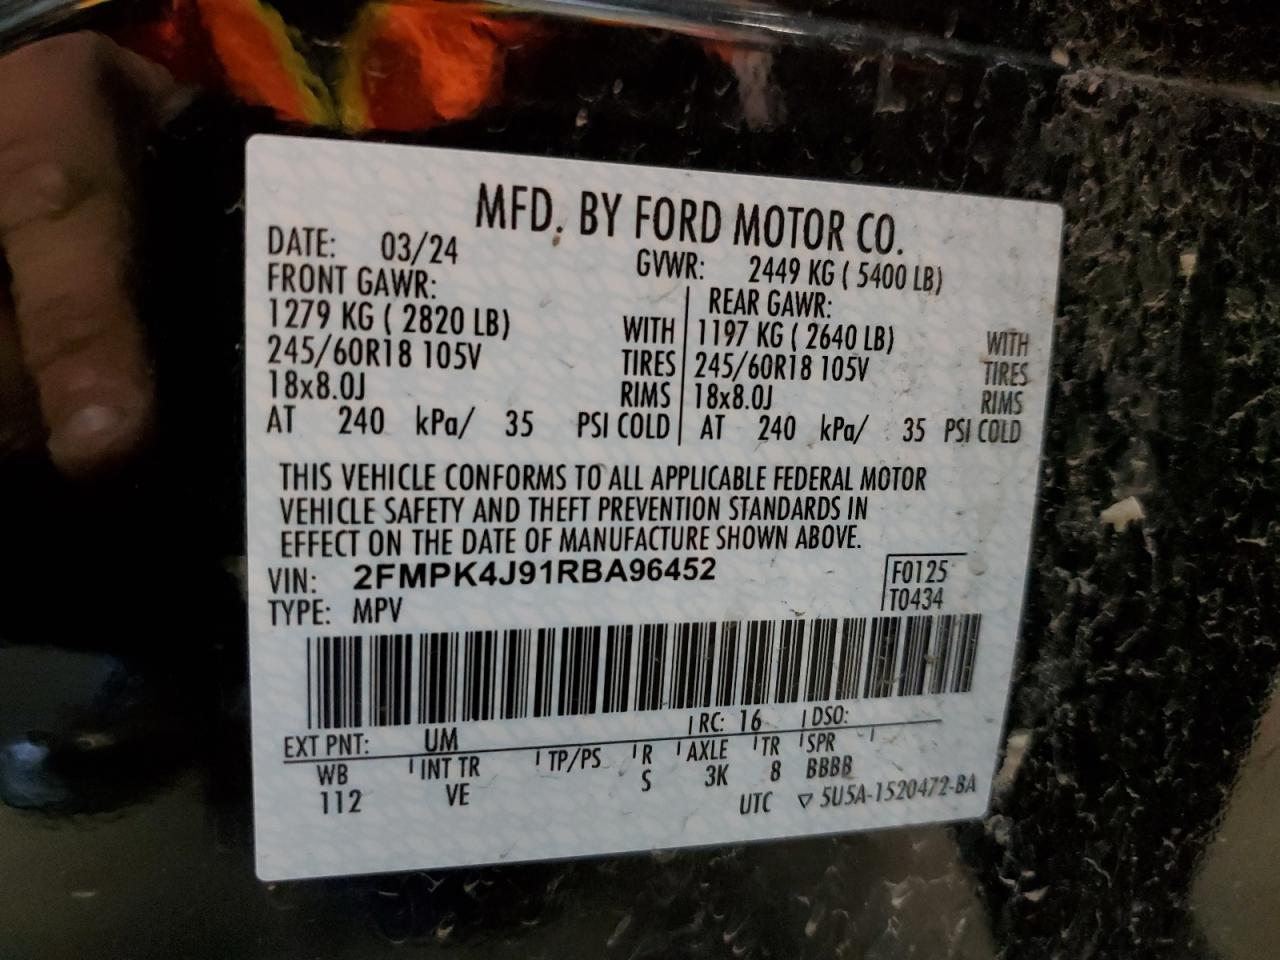 MFD. BY FORD MOTOR CO.
DATE: 03/24 GVWR: 2449 KG ( 5400 LB)
FRONT GAWR: REAR GAWR:
1279 KG ( 2820 LB) WITH 1197 KG ( 2640 LB) WITH
245/60R18 105V TIRES 245/60R18 105V TIRES
18x8.0J RIMS 18x8.0J RIMS
AT 240 kPa/ 35 PSI COLD AT 240 kPa/ 35 PSI COLD
THIS VEHICLE CONFORMS TO ALL APPLICABLE FEDERAL MOTOR
VEHICLE SAFETY AND THEFT PREVENTION STANDARDS IN
EFFECT ON THE DATE OF MANUFACTURE SHOWN ABOVE.
VIN: 2FMPK4J91RBA96452 F0125
TYPE: MPV T0434
EXT PNT: UM RC: 16 DSO:
WB INT TR TP/PS R AXLE TR SPR
112 VE S 3K 8 BBBB
UTC ▽ 5U5A-1520472-BA